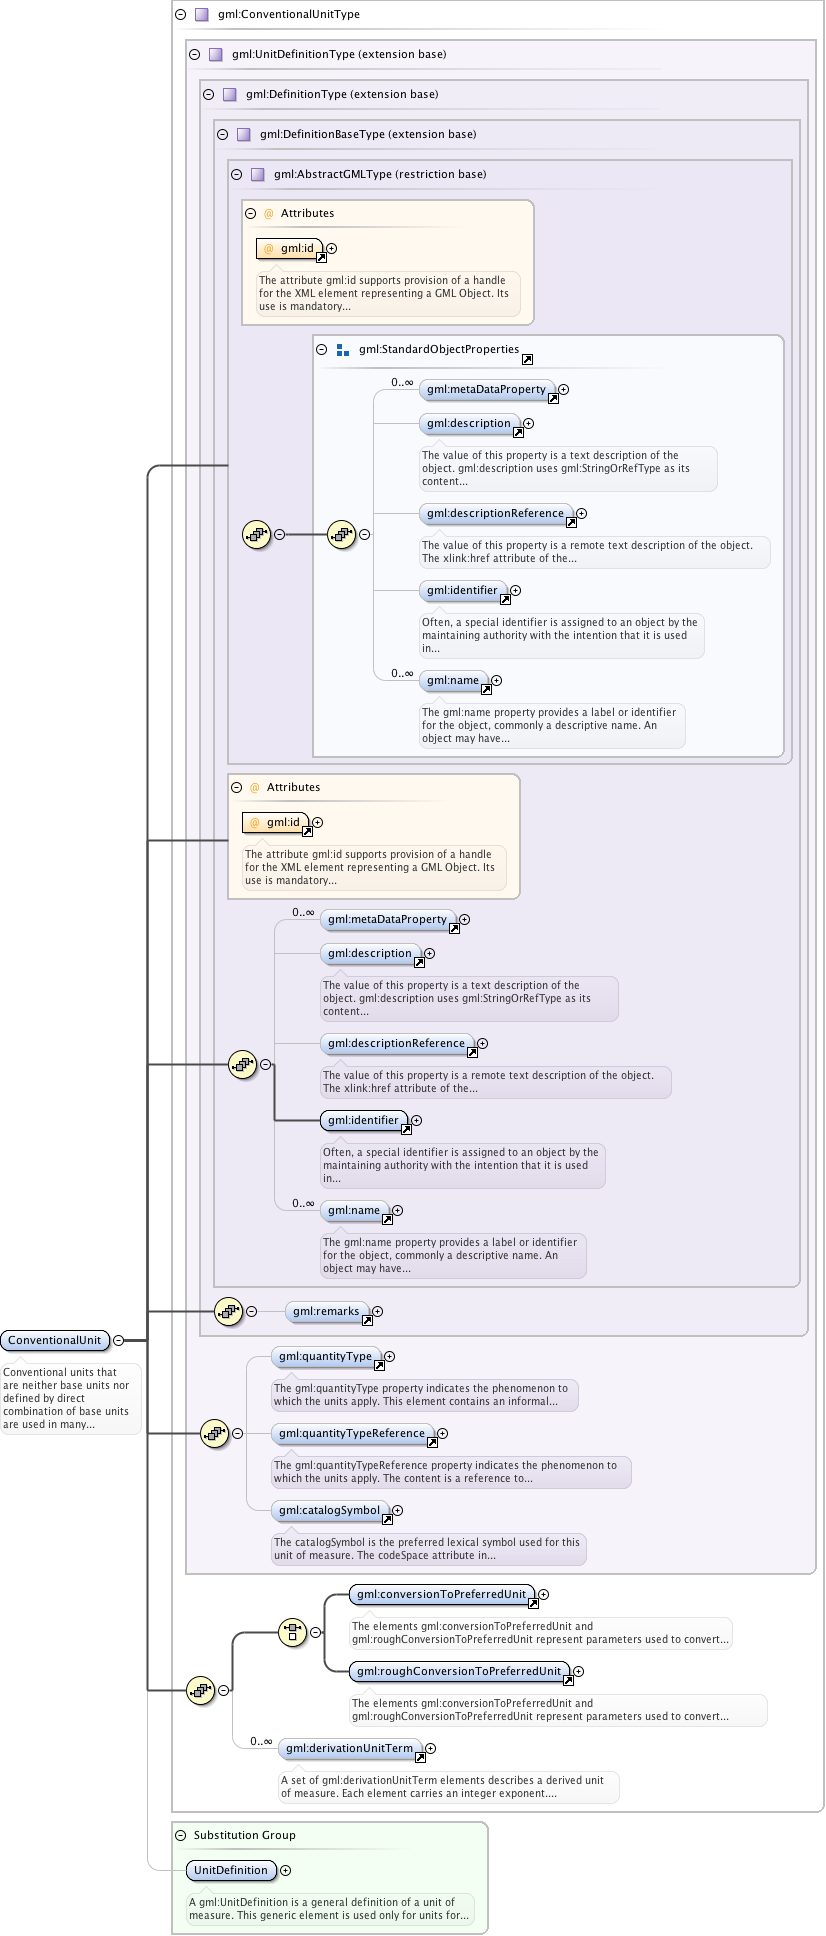 gml:ConventionalUnitType
gml:UnitDefinitionType (extension base)
gml:DefinitionType (extension base)
gml:DefinitionBaseType (extension base)
gml:AbstractGMLType (restriction base)
@ Attributes
@ gml:id
The attribute gml:id supports provision of a handle
for the XML element representing a GML Object. Its
use is mandatory...
gml:StandardObjectProperties
0..∞
gml:metaDataProperty
gml:description
The value of this property is a text description of the
object. gml:description uses gml:StringOrRefType as its
content...
gml:descriptionReference
The value of this property is a remote text description of the object.
The xlink:href attribute of the...
gml:identifier
Often, a special identifier is assigned to an object by the
maintaining authority with the intention that it is used
in...
0..∞
gml:name
The gml:name property provides a label or identifier
for the object, commonly a descriptive name. An
object may have...
@ Attributes
@ gml:id
The attribute gml:id supports provision of a handle
for the XML element representing a GML Object. Its
use is mandatory...
0..∞
gml:metaDataProperty
gml:description
The value of this property is a text description of the
object. gml:description uses gml:StringOrRefType as its
content...
gml:descriptionReference
The value of this property is a remote text description of the object.
The xlink:href attribute of the...
gml:identifier
Often, a special identifier is assigned to an object by the
maintaining authority with the intention that it is used
in...
0..∞
gml:name
The gml:name property provides a label or identifier
for the object, commonly a descriptive name. An
object may have...
gml:remarks
ConventionalUnit
Conventional units that
are neither base units nor
defined by direct
combination of base units
are used in many...
gml:quantityType
The gml:quantityType property indicates the phenomenon to
which the units apply. This element contains an informal...
gml:quantityTypeReference
The gml:quantityTypeReference property indicates the phenomenon to
which the units apply. The content is a reference to...
gml:catalogSymbol
The catalogSymbol is the preferred lexical symbol used for this
unit of measure. The codeSpace attribute in...
gml:conversionToPreferredUnit
The elements gml:conversionToPreferredUnit and
gml:roughConversionToPreferredUnit represent parameters used to convert...
gml:roughConversionToPreferredUnit
The elements gml:conversionToPreferredUnit and
gml:roughConversionToPreferredUnit represent parameters used to convert...
0..∞
gml:derivationUnitTerm
A set of gml:derivationUnitTerm elements describes a derived unit
of measure. Each element carries an integer exponent....
Substitution Group
UnitDefinition
A gml:UnitDefinition is a general definition of a unit of
measure. This generic element is used only for units for...